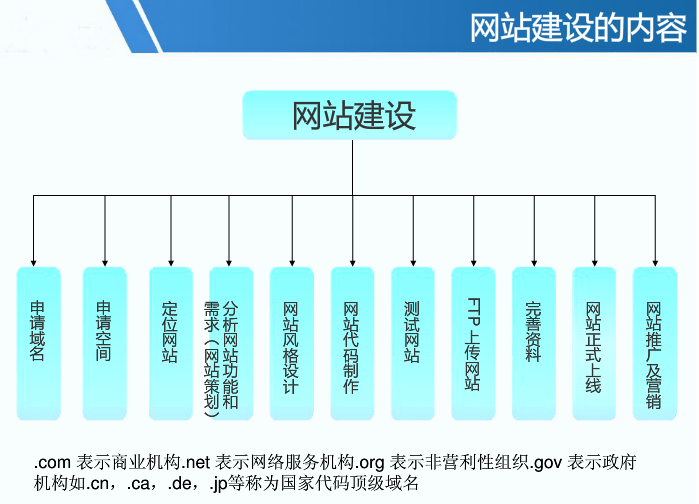 网站建设的内容
网站建设
申请域名
申请空间
定位网站
分析网站功能和
需求（网站策划）
网站风格设计
网站代码制作
测试网站
FTP 上传网站
完善资料
网站正式上线
网站推广及营销
.com 表示商业机构.net 表示网络服务机构.org 表示非营利性组织.gov 表示政府
机构如.cn，.ca，.de，.jp等称为国家代码顶级域名